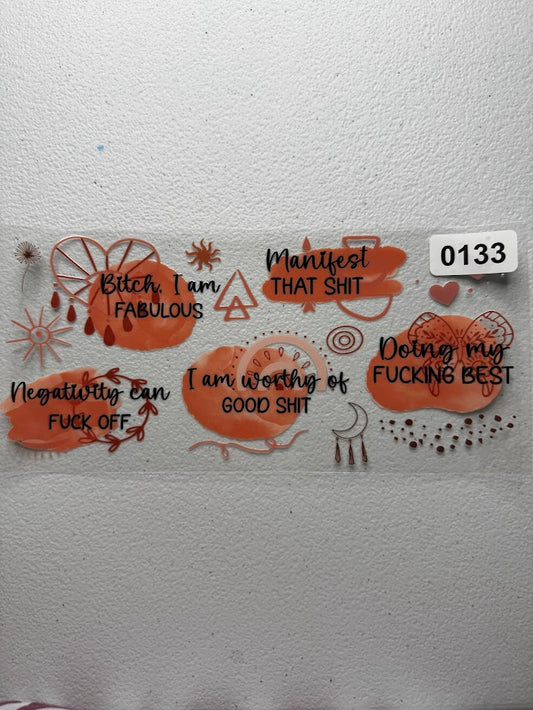 0133
Manifest
THAT SHIT
Bitch, I am
FABULOUS
Doing my
FUCKING BEST
I am worthy of
GOOD SHIT
Negativity can
FUCK OFF